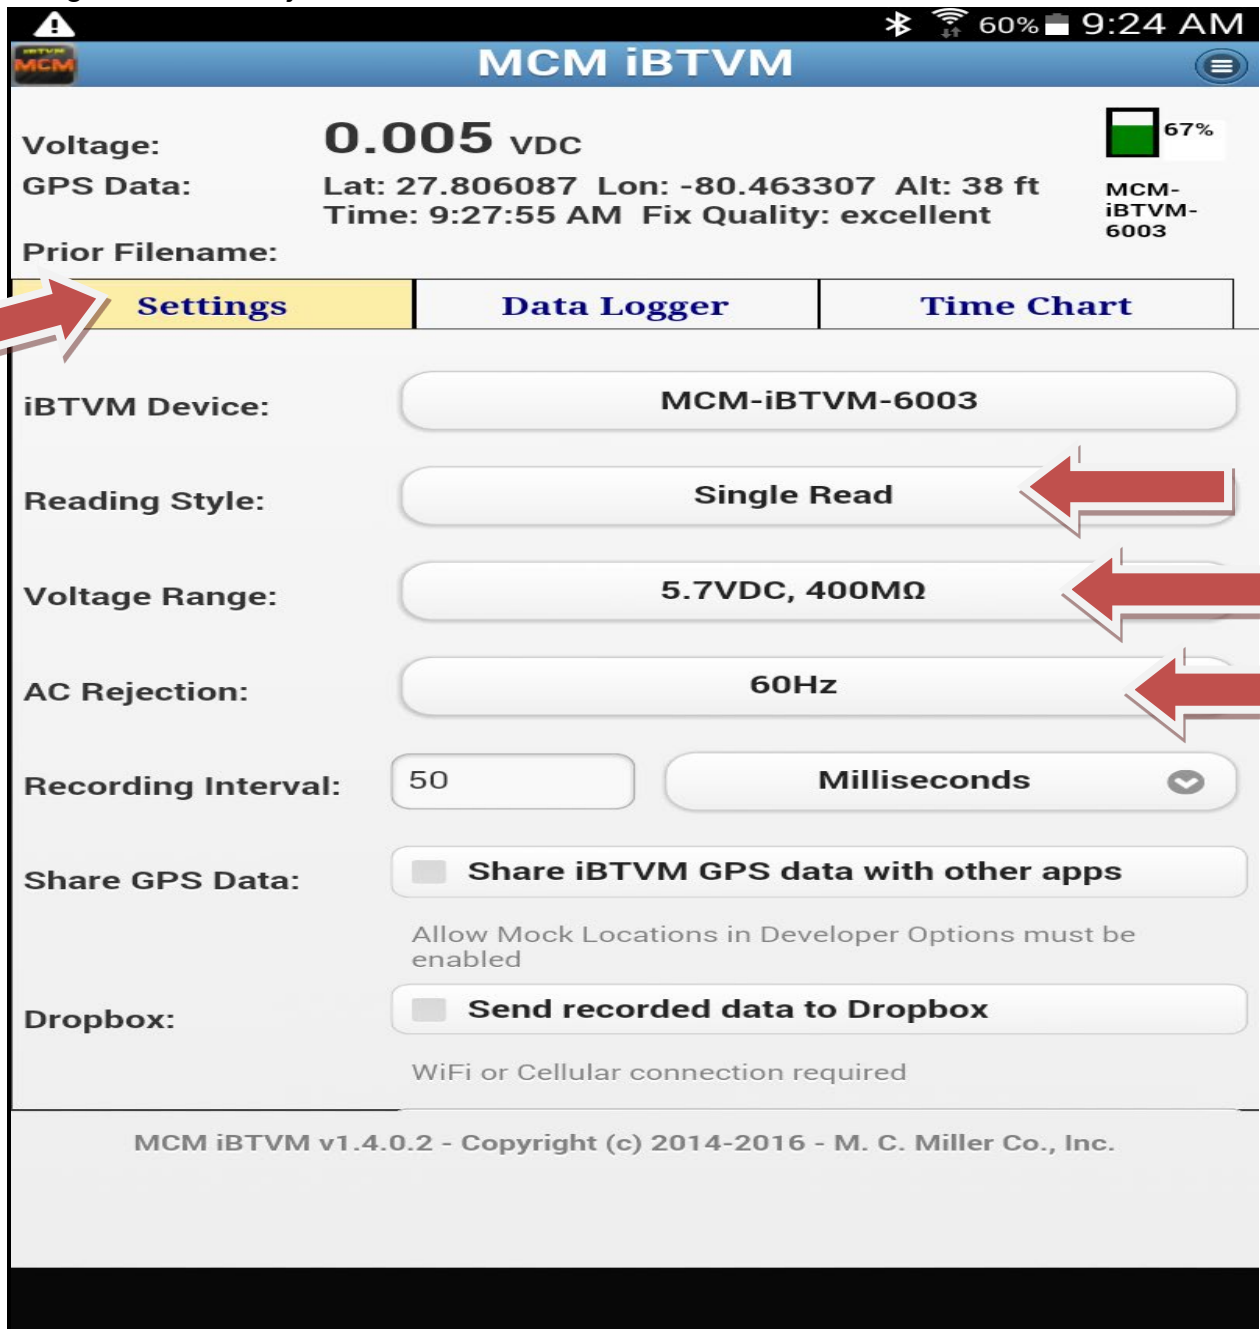 60% 9:24 AM
MCM MCM iBTVM
Voltage: 0.005 VDC 67%
GPS Data: Lat: 27.806087 Lon: -80.463307 Alt: 38 ft
Time: 9:27:55 AM Fix Quality: excellent
MCM-
iBTVM-
6003
Prior Filename:
Settings Data Logger Time Chart
iBTVM Device: MCM-iBTVM-6003
Reading Style: Single Read
Voltage Range: 5.7VDC, 400MΩ
AC Rejection: 60Hz
Recording Interval: 50 Milliseconds
Share GPS Data: Share iBTVM GPS data with other apps
Allow Mock Locations in Developer Options must be
enabled
Dropbox: Send recorded data to Dropbox
WiFi or Cellular connection required
MCM iBTVM v1.4.0.2 - Copyright (c) 2014-2016 - M. C. Miller Co., Inc.